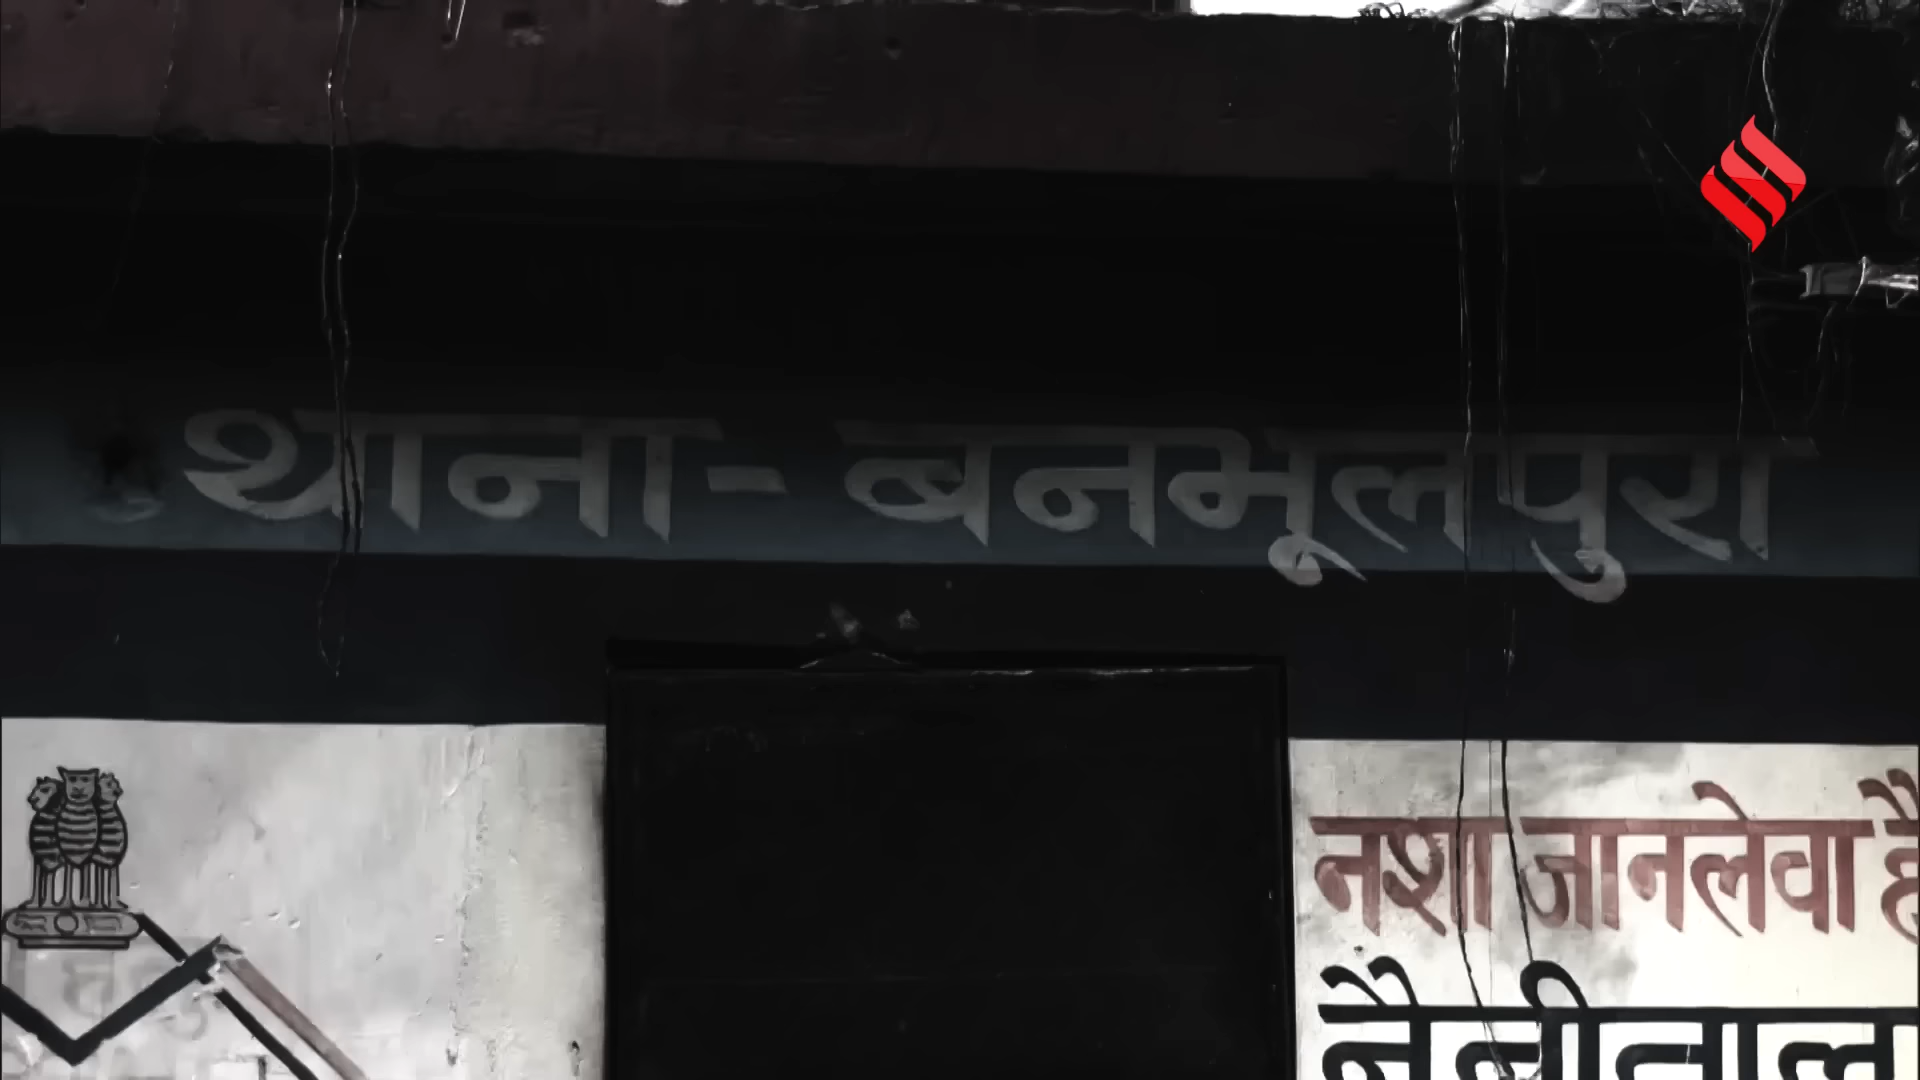 थाना - बनभूलपुरा
नशा जानलेवा है
नैनीताल